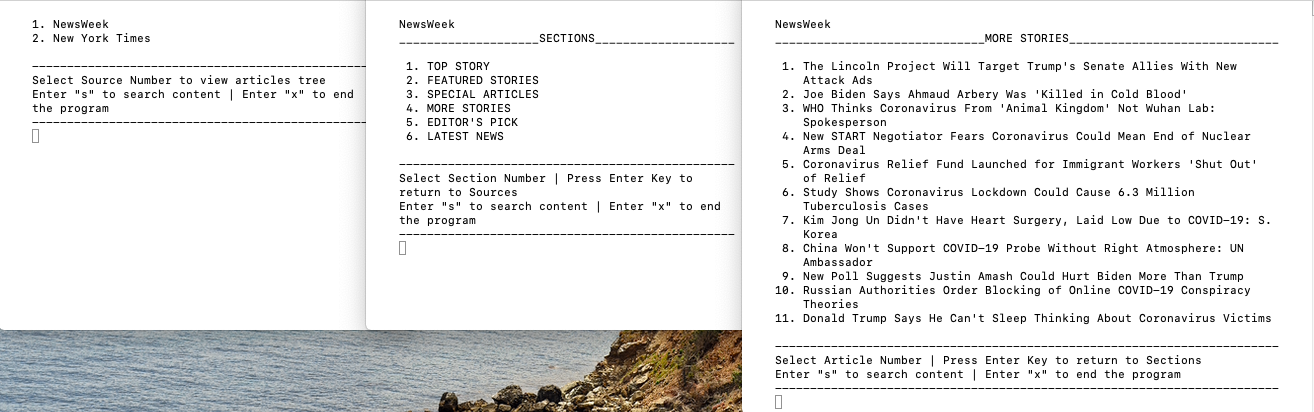 1. NewsWeek
2. New York Times
Select Source Number to view articles tree
Enter "s" to search content | Enter "x" to end
the program
NewsWeek
SECTIONS
1. TOP STORY
2. FEATURED STORIES
3. SPECIAL ARTICLES
4. MORE STORIES
5. EDITOR'S PICK
6. LATEST NEWS
Select Section Number | Press Enter Key to
return to Sources
Enter "s" to search content | Enter "x" to end
the program
NewsWeek
MORE STORIES
1. The Lincoln Project Will Target Trump's Senate Allies With New
Attack Ads
2. Joe Biden Says Ahmaud Arbery Was 'Killed in Cold Blood'
3. WHO Thinks Coronavirus From 'Animal Kingdom' Not Wuhan Lab:
Spokesperson
4. New START Negotiator Fears Coronavirus Could Mean End of Nuclear
Arms Deal
5. Coronavirus Relief Fund Launched for Immigrant Workers 'Shut Out'
of Relief
6. Study Shows Coronavirus Lockdown Could Cause 6.3 Million
Tuberculosis Cases
7. Kim Jong Un Didn't Have Heart Surgery, Laid Low Due to COVID-19: S.
Korea
8. China Won't Support COVID-19 Probe Without Right Atmosphere: UN
Ambassador
9. New Poll Suggests Justin Amash Could Hurt Biden More Than Trump
10. Russian Authorities Order Blocking of Online COVID-19 Conspiracy
Theories
11. Donald Trump Says He Can't Sleep Thinking About Coronavirus Victims
Select Article Number | Press Enter Key to return to Sections
Enter "s" to search content | Enter "x" to end the program